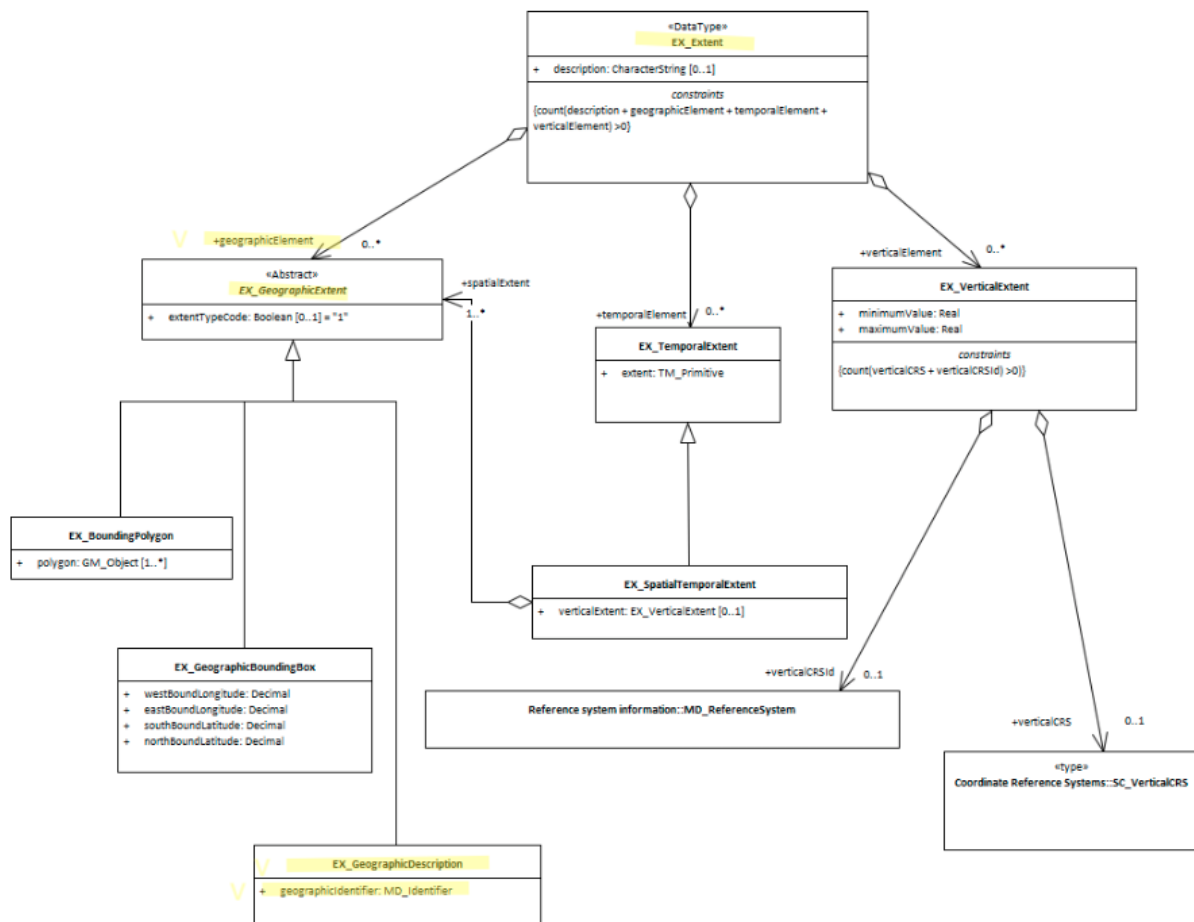 «DataType»
EX_Extent
+ description: CharacterString [0..1]
constraints
{count(description + geographicElement + temporalElement +
verticalElement) >0}
V +geographicElement
0..*
«Abstract»
EX_GeographicExtent
+ extentTypeCode: Boolean [0..1] = "1"
+spatialExtent
1..*
+temporalElement
0..*
EX_TemporalExtent
+ extent: TM_Primitive
+verticalElement
0..*
EX_VerticalExtent
+ minimumValue: Real
+ maximumValue: Real
constraints
{count(verticalCRS + verticalCRSId) >0)}
EX_BoundingPolygon
+ polygon: GM_Object [1..*]
EX_SpatialTemporalExtent
+ verticalExtent: EX_VerticalExtent [0..1]
EX_GeographicBoundingBox
+ westBoundLongitude: Decimal
+ eastBoundLongitude: Decimal
+ southBoundLatitude: Decimal
+ northBoundLatitude: Decimal
+verticalCRSId
0..1
Reference system information::MD_ReferenceSystem
+verticalCRS
0..1
«type»
Coordinate Reference Systems::SC_VerticalCRS
V EX_GeographicDescription
V + geographicIdentifier: MD_Identifier